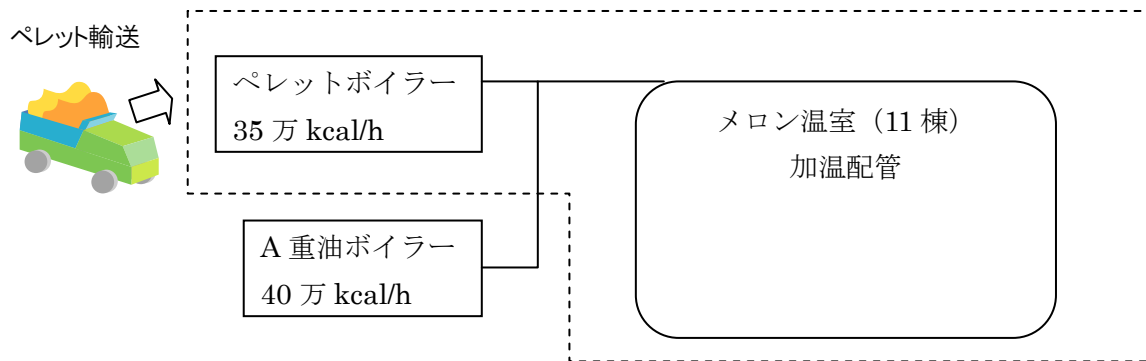 ペレット輸送
ペレットボイラー
35 万 kcal/h
メロン温室（11 棟）
加温配管
A 重油ボイラー
40 万 kcal/h